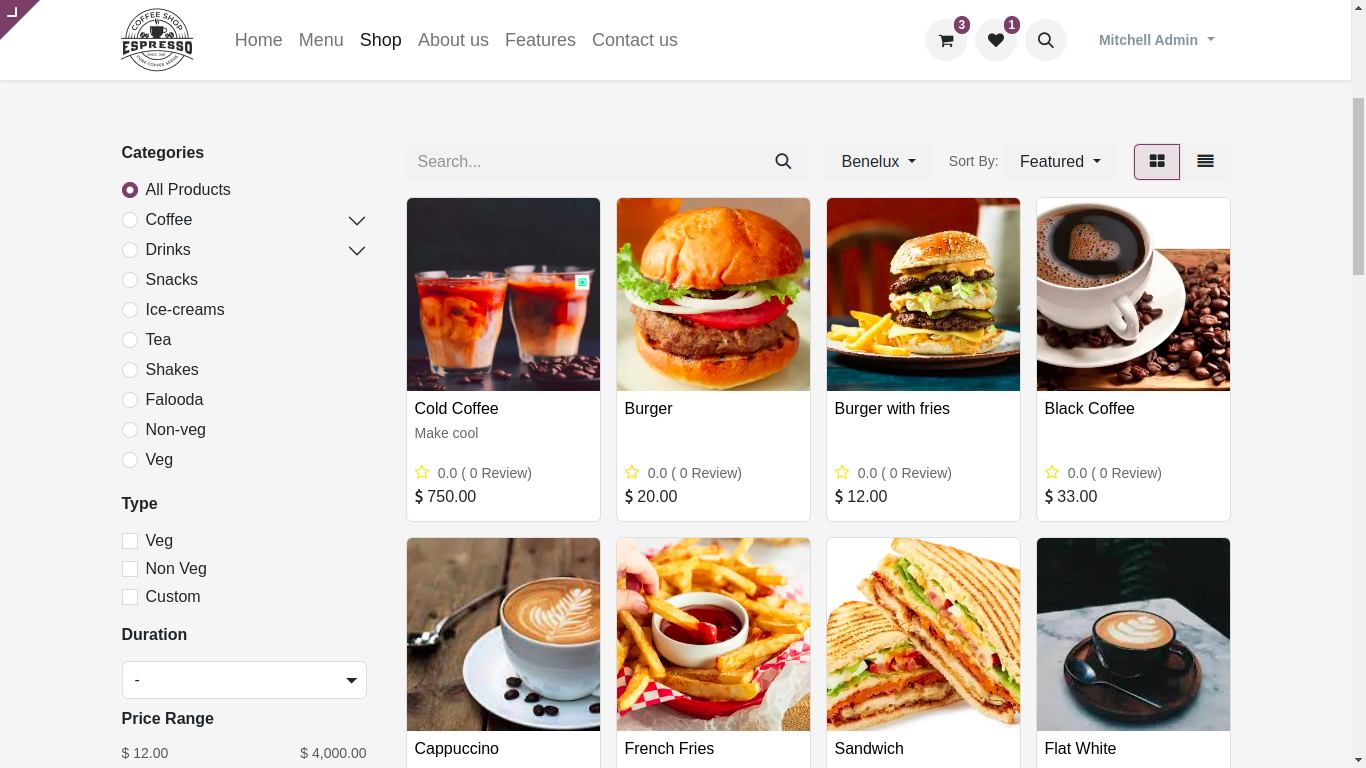 COFFEE SHOP
ESPRESSO
Home Menu Shop About us Features Contact us
3
1
Mitchell Admin
Categories
All Products
Coffee
Drinks
Snacks
Ice-creams
Tea
Shakes
Falooda
Non-veg
Veg
Type
Veg
Non Veg
Custom
Duration
-
Price Range
$ 12.00 $ 4,000.00
Search...
Benelux
Sort By: Featured
Cold Coffee
Make cool
0.0 ( 0 Review)
$ 750.00
Burger
0.0 ( 0 Review)
$ 20.00
Burger with fries
0.0 ( 0 Review)
$ 12.00
Black Coffee
0.0 ( 0 Review)
$ 33.00
Cappuccino
French Fries
Sandwich
Flat White